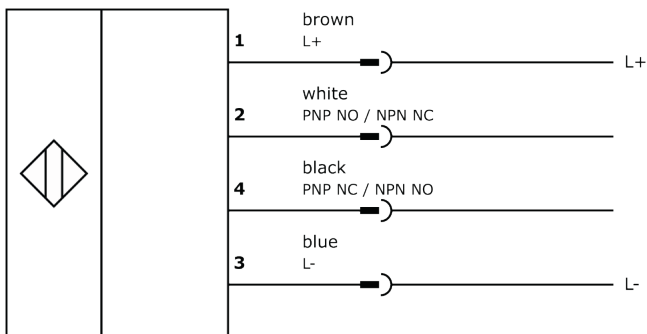 brown
1 L+
L+
white
2 PNP NO / NPN NC
black
4 PNP NC / NPN NO
blue
3 L-
L-